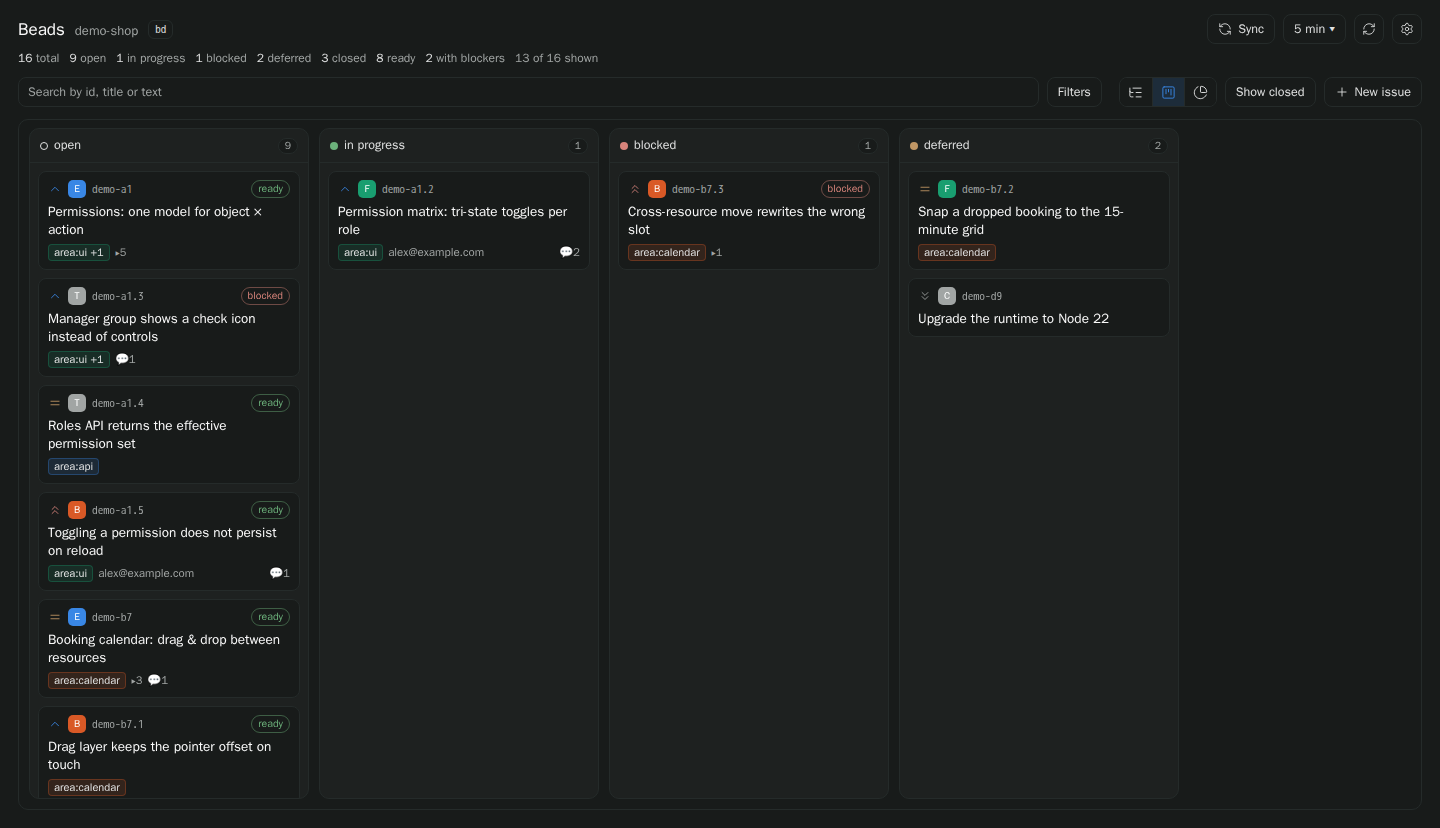 Beads demo-shop bd
Sync 5 min ▾
16 total 9 open 1 in progress 1 blocked 2 deferred 3 closed 8 ready 2 with blockers 13 of 16 shown
Search by id, title or text
Filters
Show closed
New issue
open 9
E demo-a1 ready
Permissions: one model for object ×
action
area:ui +1 ▸5
T demo-a1.3 blocked
Manager group shows a check icon
instead of controls
area:ui +1 💬1
T demo-a1.4 ready
Roles API returns the effective
permission set
area:api
B demo-a1.5 ready
Toggling a permission does not persist
on reload
area:ui alex@example.com 💬1
E demo-b7 ready
Booking calendar: drag & drop between
resources
area:calendar ▸3 💬1
B demo-b7.1 ready
Drag layer keeps the pointer offset on
touch
area:calendar
in progress 1
F demo-a1.2
Permission matrix: tri-state toggles per
role
area:ui alex@example.com 💬2
blocked 1
B demo-b7.3 blocked
Cross-resource move rewrites the wrong
slot
area:calendar ▸1
deferred 2
F demo-b7.2
Snap a dropped booking to the 15-
minute grid
area:calendar
C demo-d9
Upgrade the runtime to Node 22